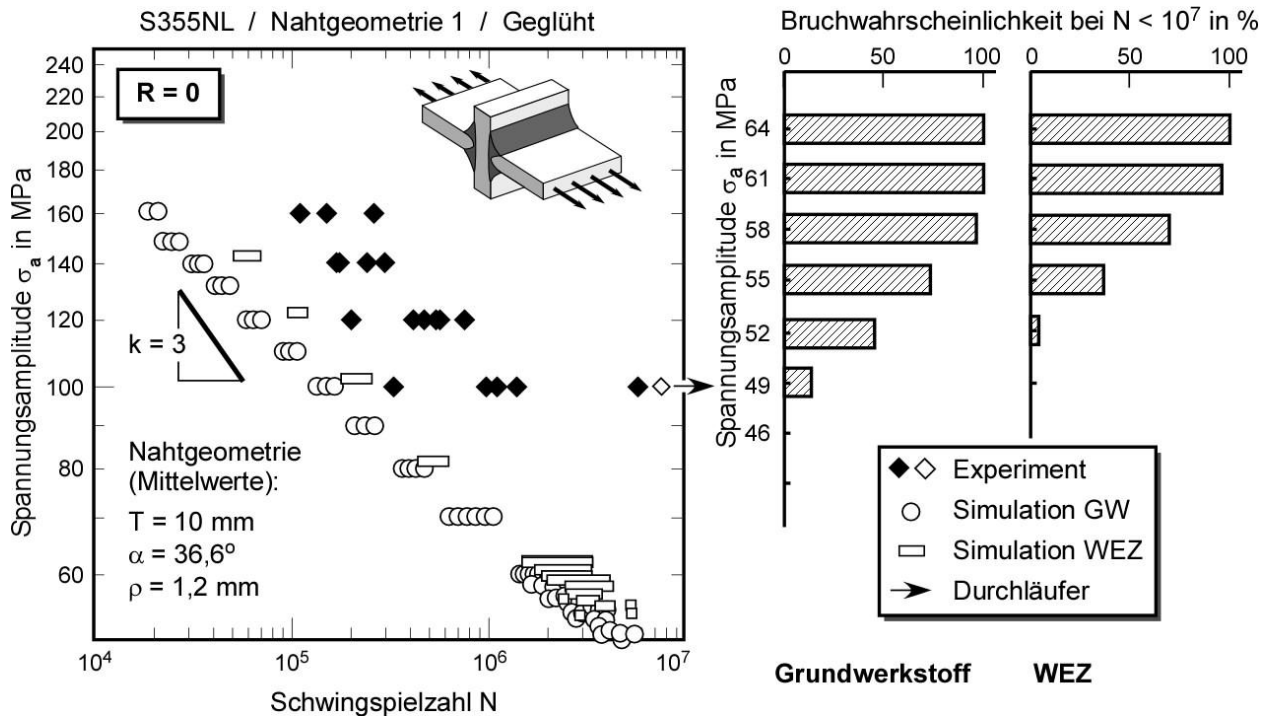 S355NL / Nahtgeometrie 1 / Geglüht
Bruchwahrscheinlichkeit bei N < 10⁷ in %
R = 0
Spannungsamplitude σₐ in MPa
240
220
200
180
160
140
120
100
80
60
k = 3
Nahtgeometrie
(Mittelwerte):
T = 10 mm
α = 36,6º
ρ = 1,2 mm
10⁴ 10⁵ 10⁶ 10⁷
Schwingspielzahl N
0 50 100 0 50 100
Spannungsamplitude σₐ in MPa
64
61
58
55
52
49
46
Experiment
Simulation GW
Simulation WEZ
Durchläufer
Grundwerkstoff WEZ